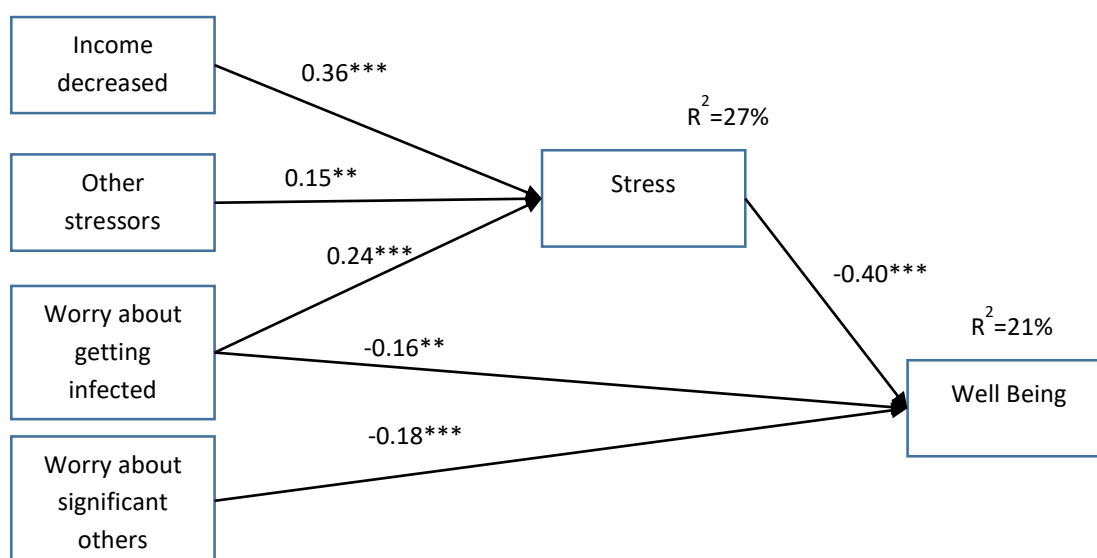 Income
decreased
0.36***
R²=27%
Other
stressors
0.15**
Stress
0.24***
-0.40***
Worry about
getting
infected
-0.16**
R²=21%
Well Being
-0.18***
Worry about
significant
others